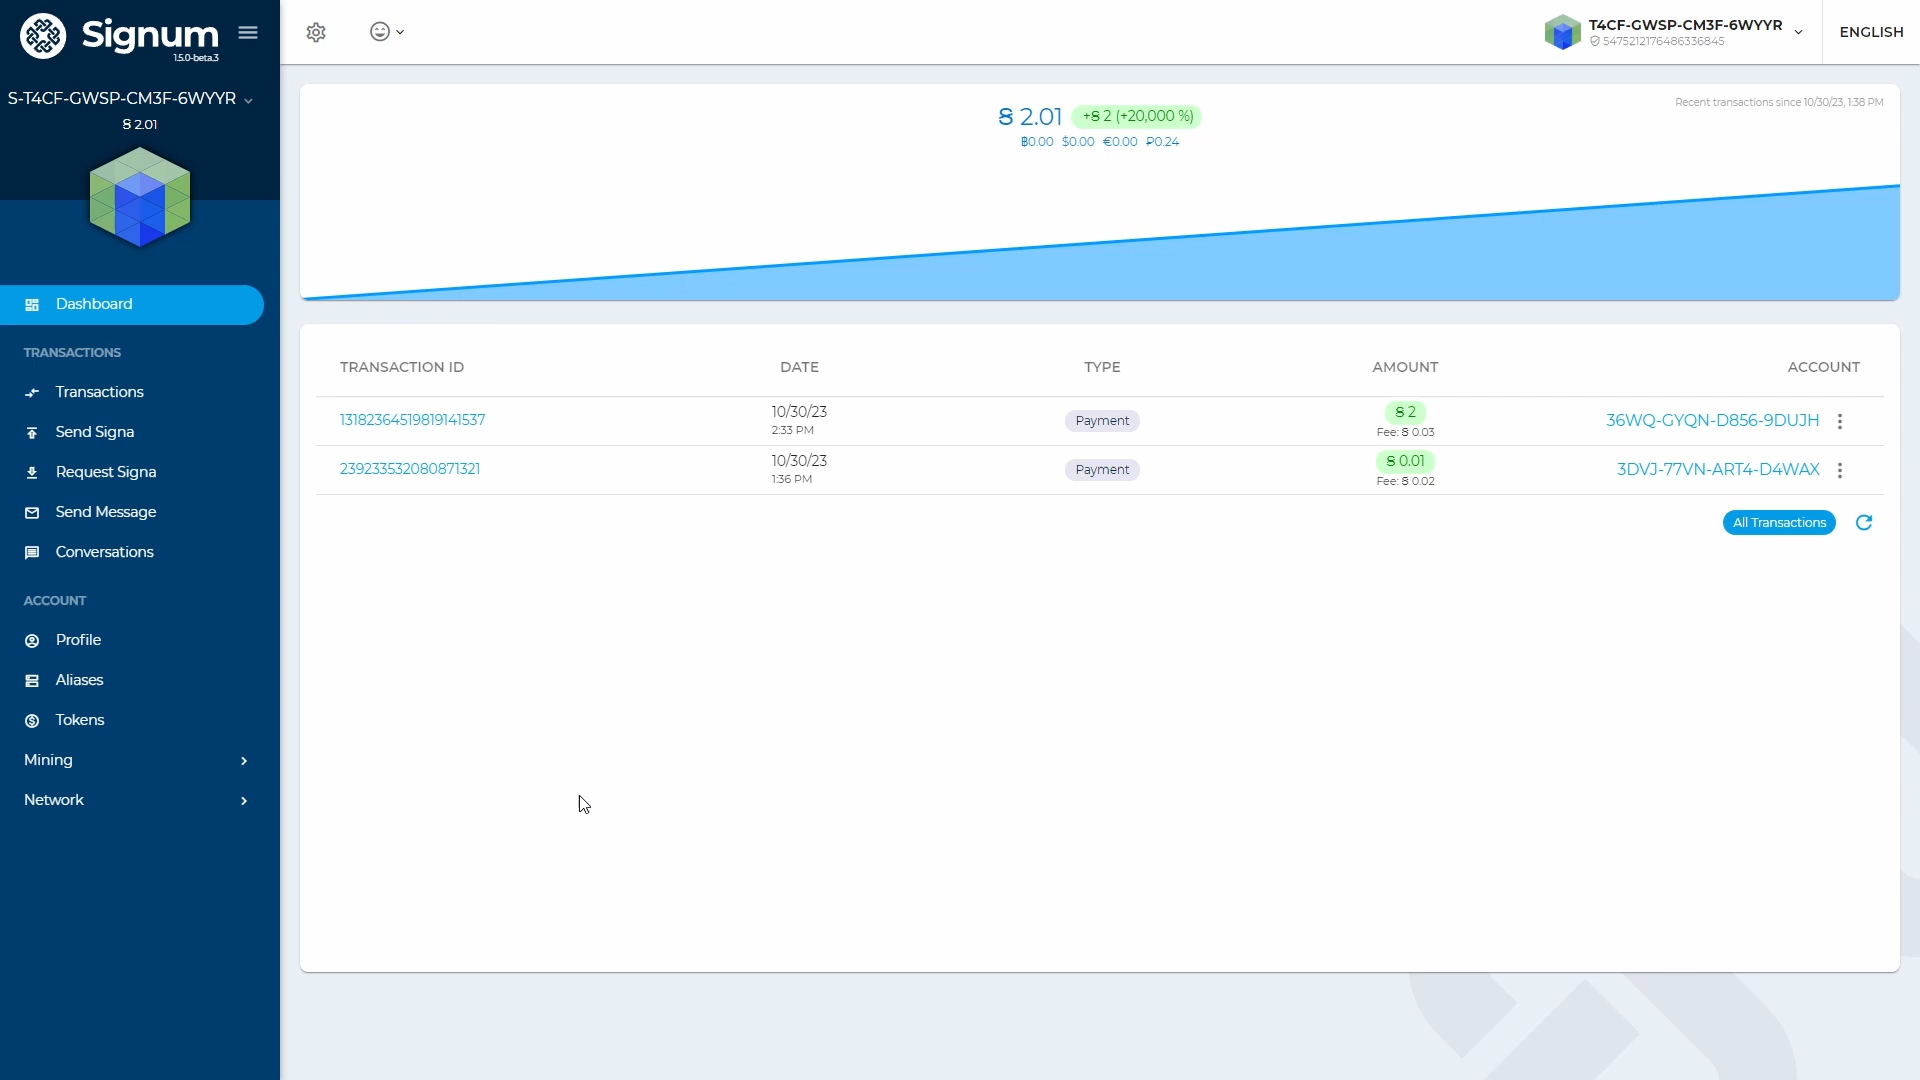 Signum
1.5.0-beta.3
S-T4CF-GWSP-CM3F-6WYYR
Ꞩ 2.01
Dashboard
TRANSACTIONS
Transactions
Send Signa
Request Signa
Send Message
Conversations
ACCOUNT
Profile
Aliases
Tokens
Mining
Network
T4CF-GWSP-CM3F-6WYYR
5475212176486336845
ENGLISH
Recent transactions since 10/30/23, 1:38 PM
Ꞩ 2.01 +Ꞩ 2 (+20,000 %)
฿0.00 $0.00 €0.00 ₽0.24
TRANSACTION ID DATE TYPE AMOUNT ACCOUNT
13182364519819141537 10/30/23 2:33 PM Payment Ꞩ 2 Fee: Ꞩ 0.03 36WQ-GYQN-D856-9DUJH
239233532080871321 10/30/23 1:36 PM Payment Ꞩ 0.01 Fee: Ꞩ 0.02 3DVJ-77VN-ART4-D4WAX
All Transactions